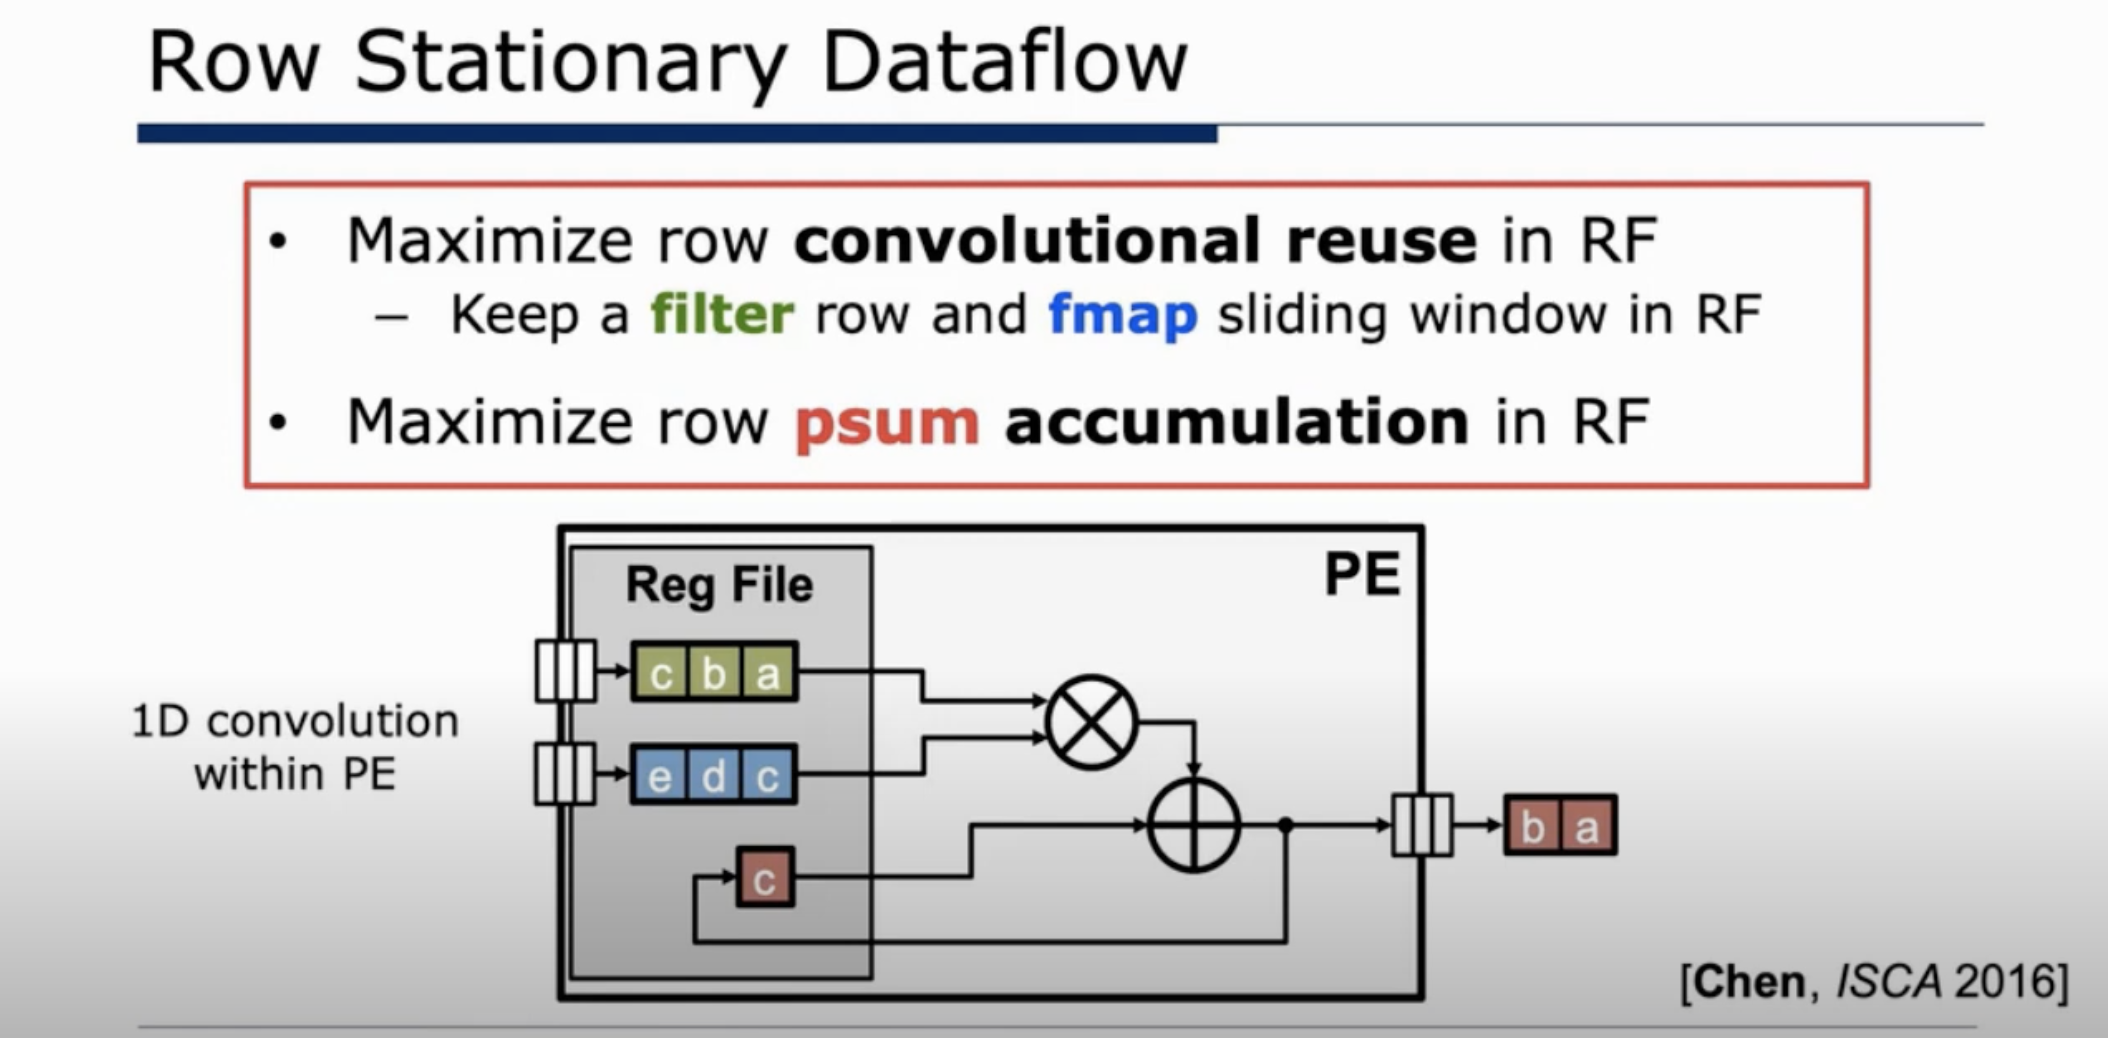 Row Stationary Dataflow
• Maximize row convolutional reuse in RF
– Keep a filter row and fmap sliding window in RF
• Maximize row psum accumulation in RF
PE
Reg File
c b a
e d c
c
b a
1D convolution
within PE
[Chen, ISCA 2016]